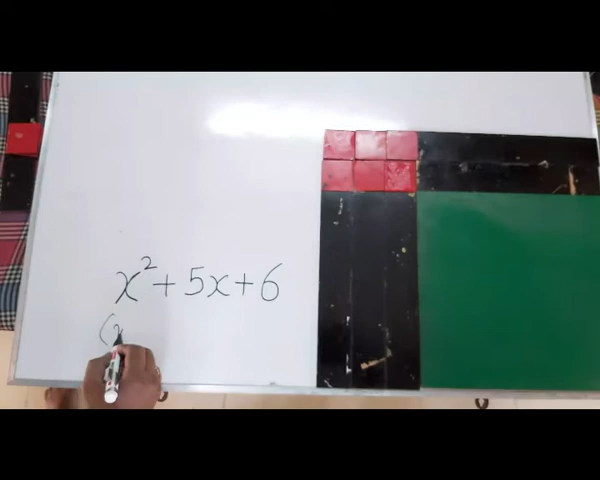 x² + 5x + 6
(x